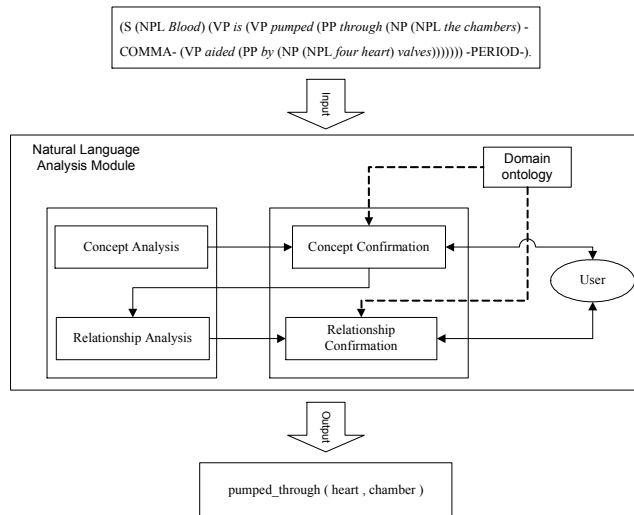 (S (NPL Blood) (VP is (VP pumped (PP through (NP (NPL the chambers) -
COMMA- (VP aided (PP by (NP (NPL four heart) valves))))))) -PERIOD-).
Input
Natural Language
Analysis Module
Domain
ontology
Concept Analysis
Concept Confirmation
User
Relationship Analysis
Relationship
Confirmation
Output
pumped_through ( heart , chamber )